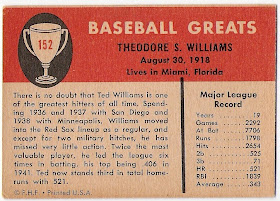 152
BASEBALL GREATS
THEODORE S. WILLIAMS
August 30, 1918
Lives in Miami, Florida
There is no doubt that Ted Williams is
one of the greatest hitters of all time. Spend-
ing 1936 and 1937 with San Diego and
1938 with Minneapolis, Williams moved
into the Red Sox lineup as a regular, and
except for two military hitches, he has
missed very little action. Twice the most
valuable player, he led the league six
times in batting, his top being .406 in
1941. Ted now stands third in total home
runs with 521.
© F.H.F. • Printed U.S.A.
Major League
Record
Years 19
Games 2292
At Bat 7706
Runs 1798
Hits 2654
2b 525
3b 71
HR 521
RBI 1839
Average .343